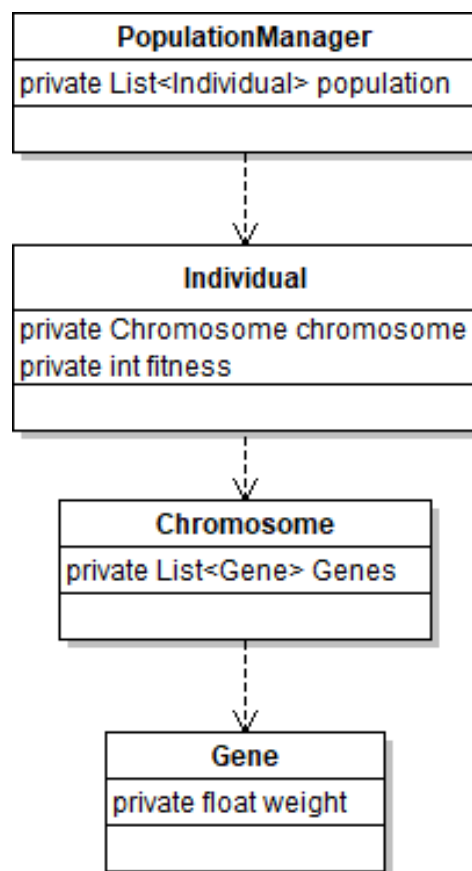 PopulationManager
private List<Individual> population
Individual
private Chromosome chromosome
private int fitness
Chromosome
private List<Gene> Genes
Gene
private float weight